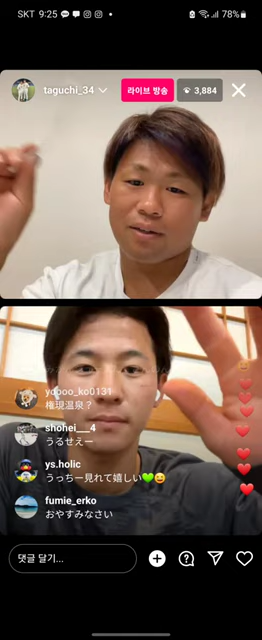 SKT 9:25
78%
taguchi_34
라이브 방송
3,884
yoooo_ko0131
権現温泉？
shohei___4
うるせえー
ys.holic
うっちー見れて嬉しい💚😆
fumie_erko
おやすみなさい
댓글 달기...